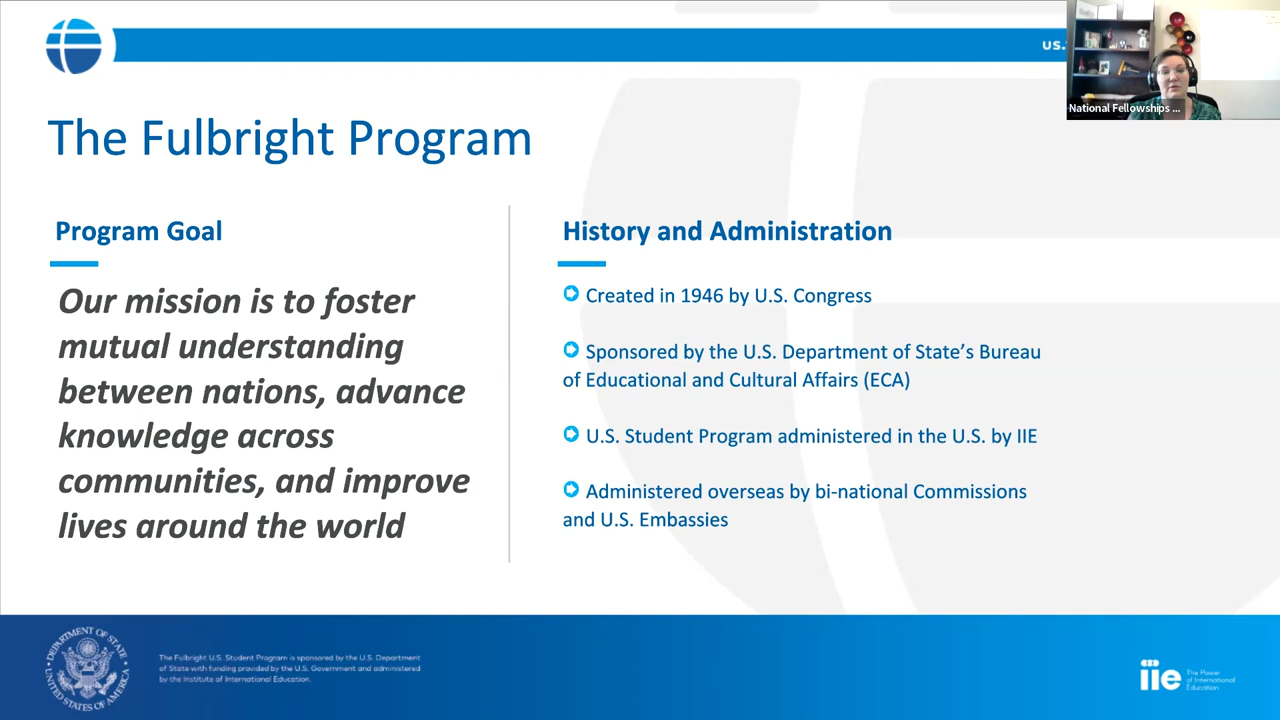 US.
National Fellowships ...
The Fulbright Program
Program Goal
Our mission is to foster
mutual understanding
between nations, advance
knowledge across
communities, and improve
lives around the world
History and Administration
Created in 1946 by U.S. Congress
Sponsored by the U.S. Department of State's Bureau
of Educational and Cultural Affairs (ECA)
U.S. Student Program administered in the U.S. by IIE
Administered overseas by bi-national Commissions
and U.S. Embassies
DEPARTMENT OF STATE
UNITED STATES OF AMERICA
The Fulbright U.S. Student Program is sponsored by the U.S. Department
of State with funding provided by the U.S. Government and administered
by the Institute of International Education.
iie
The Power
of International
Education